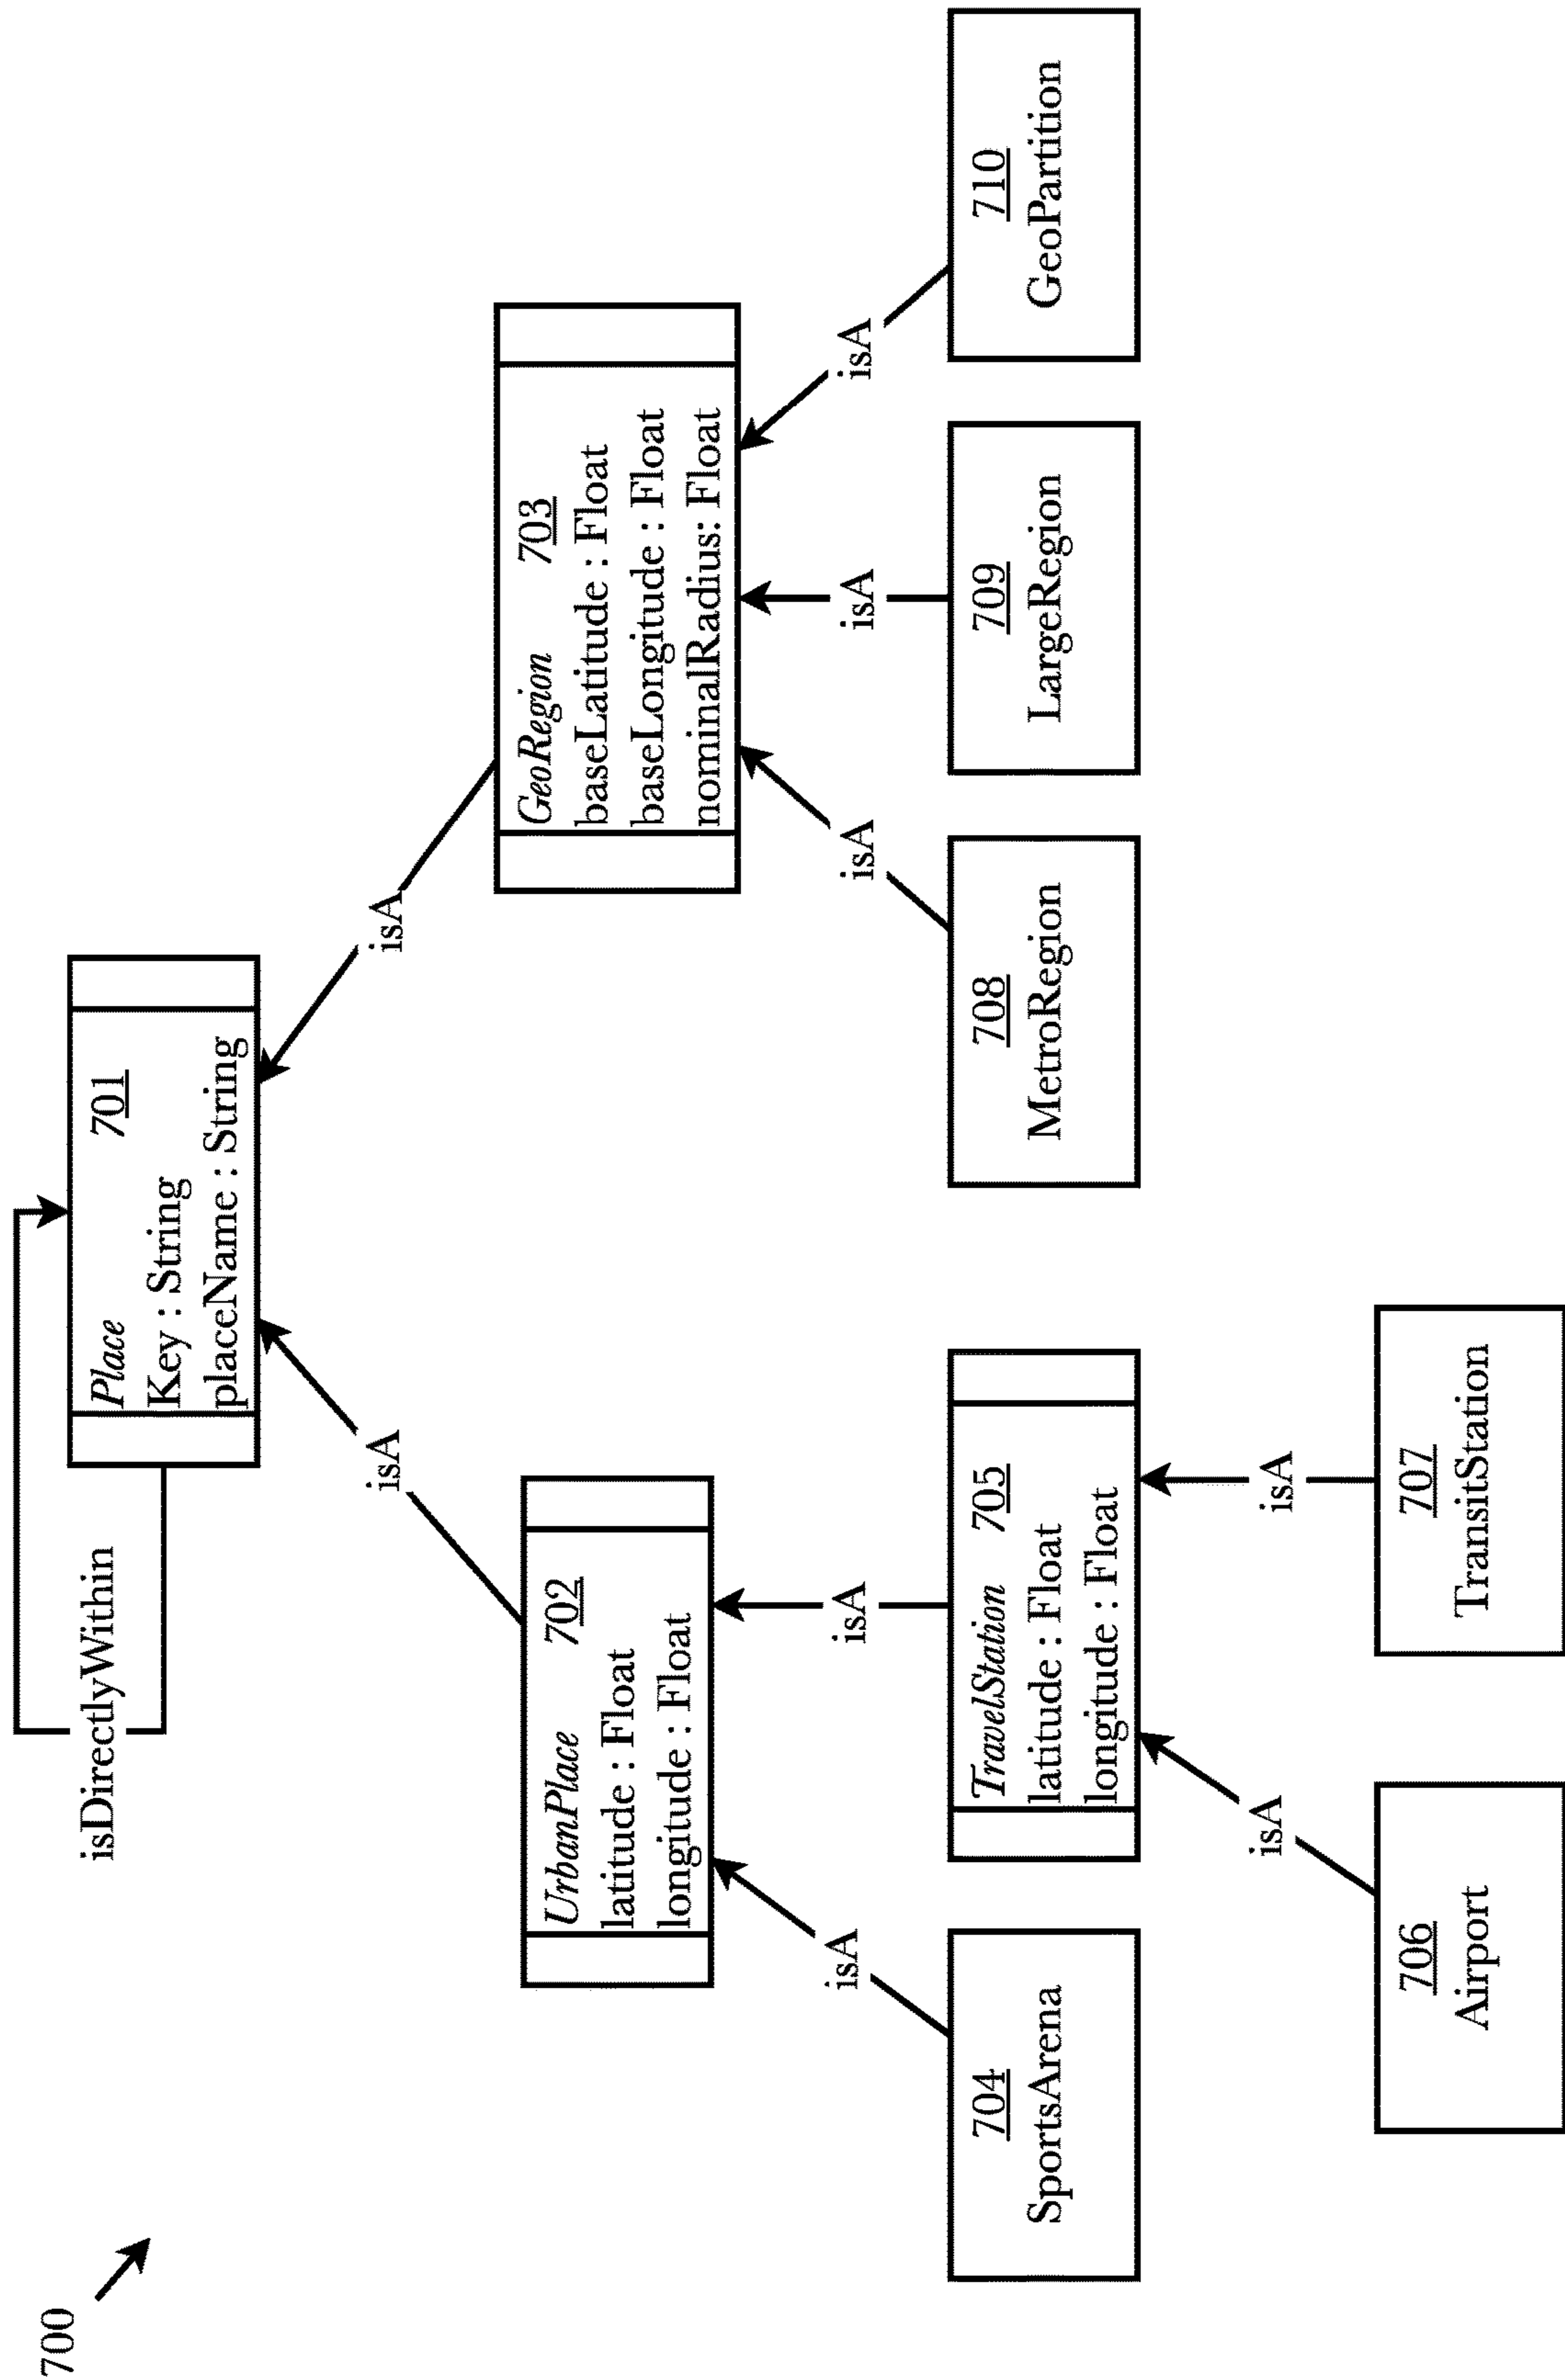 700
isDirectlyWithin
Place 701
Key : String
placeName : String
isA
isA
UrbanPlace 702
latitude : Float
longitude : Float
GeoRegion 703
baseLatitude : Float
baseLongitude : Float
nominalRadius: Float
isA
isA
isA
isA
isA
704
SportsArena
TravelStation 705
latitude : Float
longitude : Float
708
MetroRegion
709
LargeRegion
710
GeoPartition
isA
isA
706
Airport
707
TransitStation